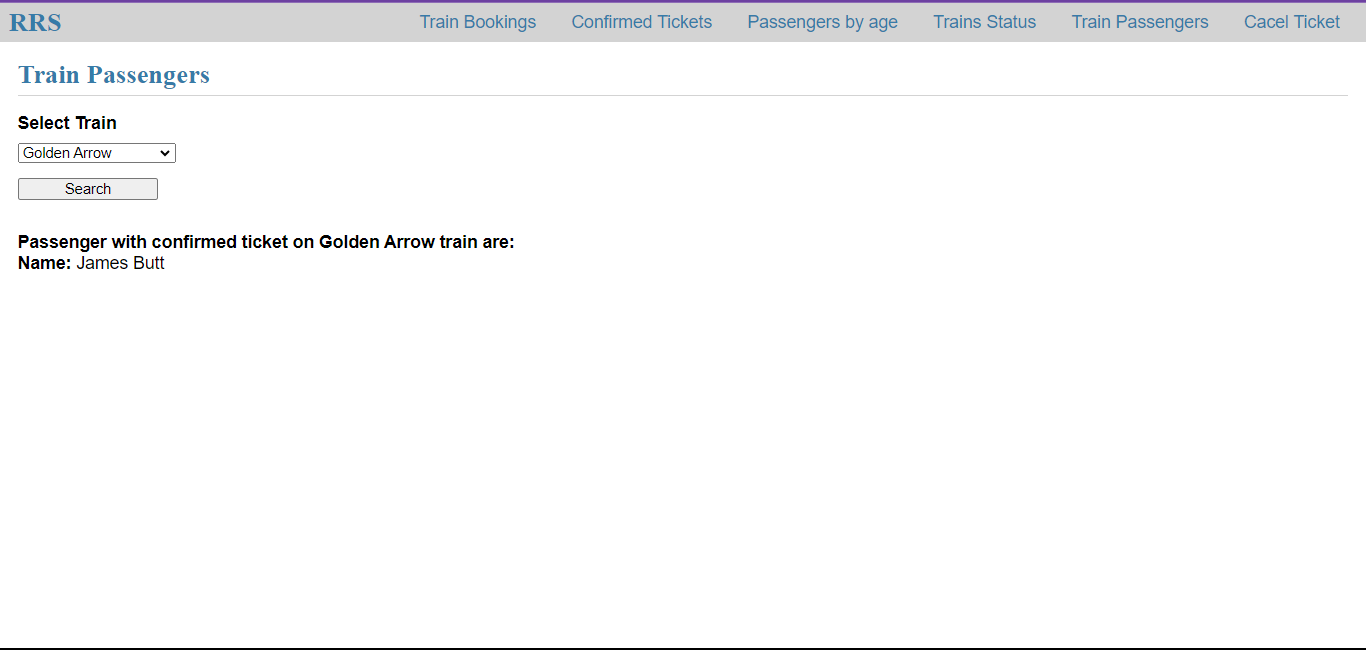 RRS Train Bookings Confirmed Tickets Passengers by age Trains Status Train Passengers Cacel Ticket
Train Passengers
Select Train
Golden Arrow
Search
Passenger with confirmed ticket on Golden Arrow train are:
Name: James Butt